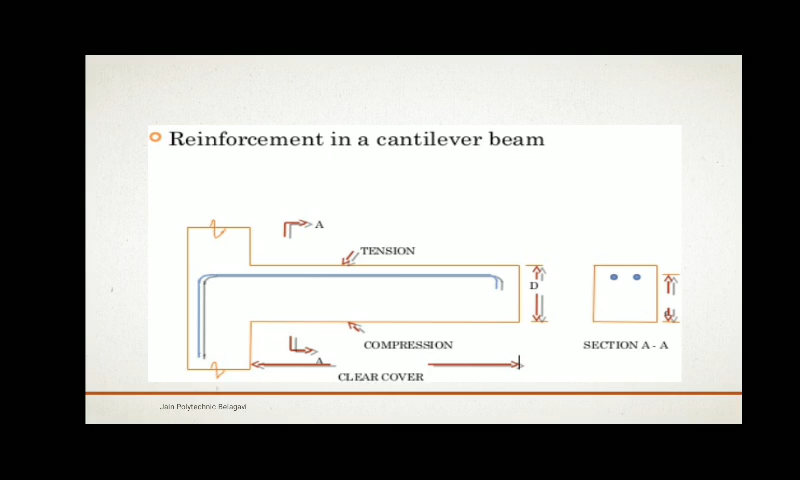 Reinforcement in a cantilever beam
A
TENSION
D
COMPRESSION
SECTION A - A
A
CLEAR COVER
Jain Polytechnic Belagavi